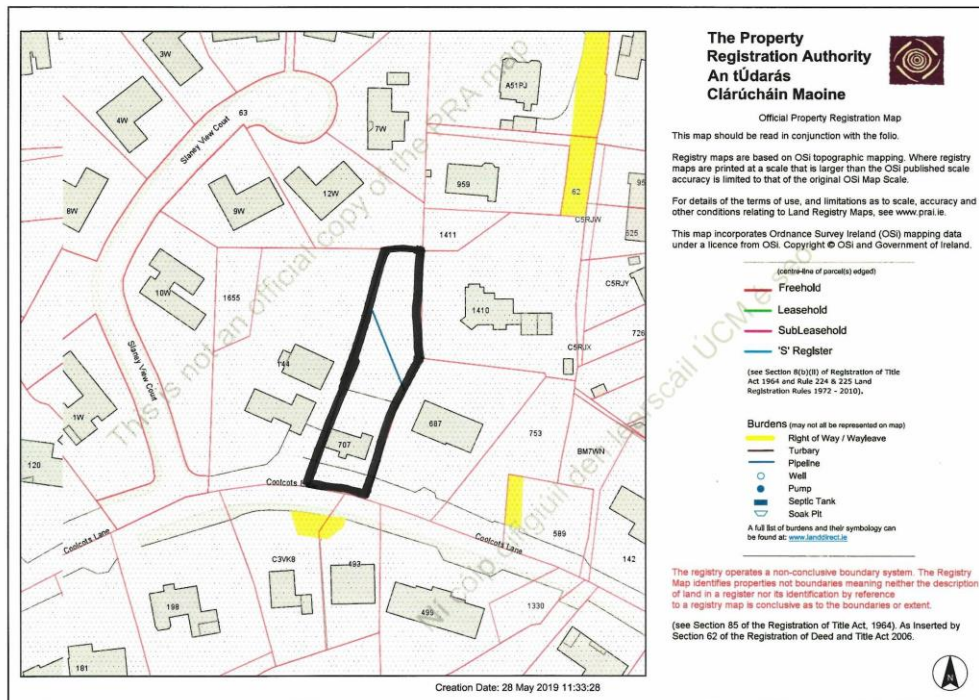 The Property
Registration Authority
An tÚdarás
Clárúcháin Maoine
Official Property Registration Map
This map should be read in conjunction with the folio.
Registry maps are based on OSi topographic mapping. Where registry
maps are printed at a scale that is larger than the OSi published scale
accuracy is limited to that of the original OSi Map Scale.
For details of the terms of use, and limitations as to scale, accuracy and
other conditions relating to Land Registry Maps, see www.prai.ie.
This map incorporates Ordnance Survey Ireland (OSi) mapping data
under a licence from OSi. Copyright © OSi and Government of Ireland.
(centre-line of parcel(s) edged)
Freehold
Leasehold
SubLeasehold
'S' Register
(see Section 8(b)(II) of Registration of Title
Act 1964 and Rule 224 & 225 Land
Registration Rules 1972 - 2010).
Burdens (may not all be represented on map)
Right of Way / Wayleave
Turbary
Pipeline
Well
Pump
Septic Tank
Soak Pit
A full list of burdens and their symbology can
be found at: www.landdirect.ie
The registry operates a non-conclusive boundary system. The Registry
Map identifies properties not boundaries meaning neither the description
of land in a register nor its identification by reference
to a registry map is conclusive as to the boundaries or extent.
(see Section 85 of the Registration of Title Act, 1964). As Inserted by
Section 62 of the Registration of Deed and Title Act 2006.
N
Creation Date: 28 May 2019 11:33:28
This is not an official copy of the PRA map
Ní cóip oifigiúil den léarscáil ÚCM é seo
3W
4W
63
Slaney View Court
7W
A51PJ
8W
9W
12W
959
62
95
C5RJW
625
1411
10W
1655
1410
C5RJY
726
C5RJX
144
Slaney View Court
1W
707
687
753
BM7WN
120
Coolcots
Coolcots Lane
Coolcots Lane
589
142
C3VK8
493
198
495
1330
181